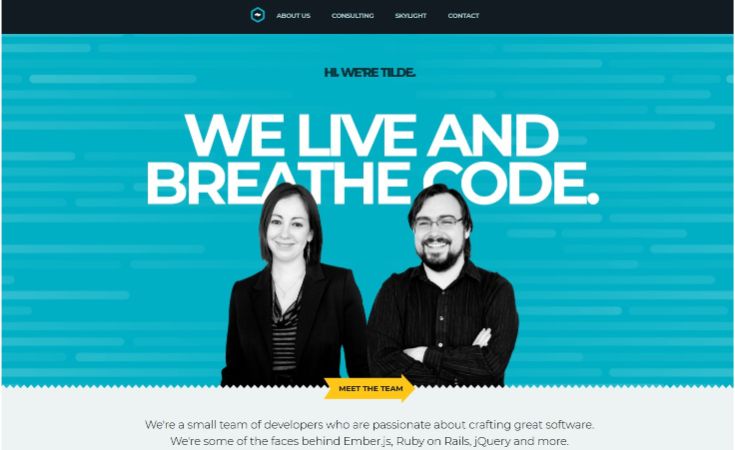 ABOUT US CONSULTING SKYLIGHT CONTACT
HI, WE'RE TILDE.
WE LIVE AND
BREATHE CODE.
MEET THE TEAM
We're a small team of developers who are passionate about crafting great software.
We're some of the faces behind Ember.js, Ruby on Rails, jQuery and more.